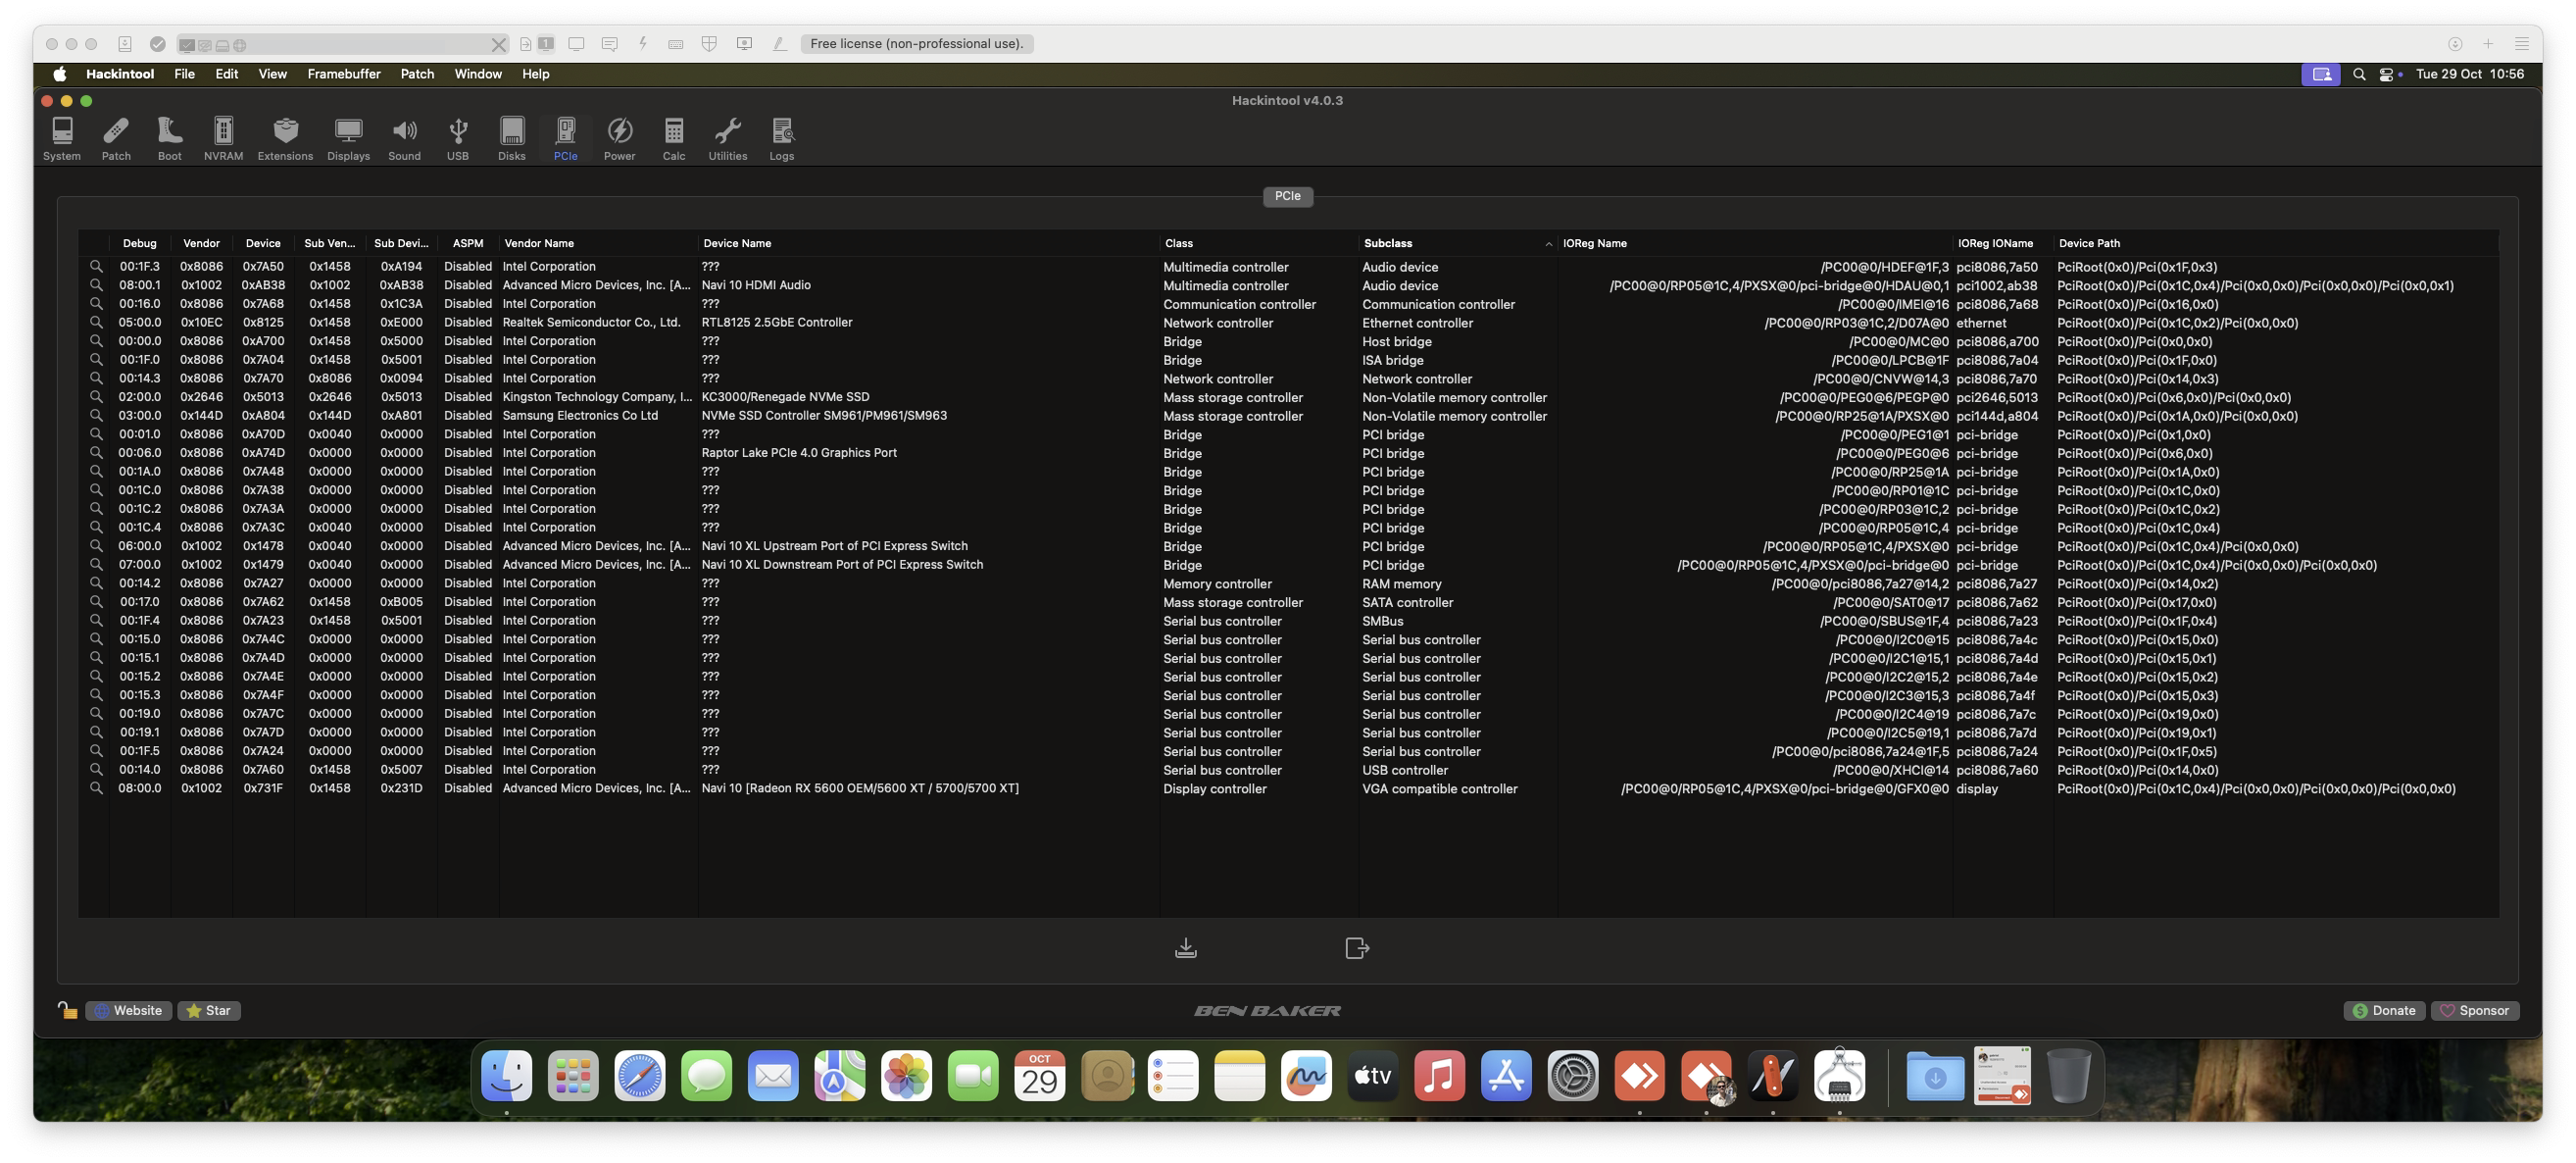 1
Free license (non-professional use).
Hackintool File Edit View Framebuffer Patch Window Help
Tue 29 Oct 10:56
Hackintool v4.0.3
System Patch Boot NVRAM Extensions Displays Sound USB Disks PCIe Power Calc Utilities Logs
PCIe
Debug Vendor Device Sub Ven... Sub Devi... ASPM Vendor Name Device Name Class Subclass IOReg Name IOReg IOName Device Path
00:1F.3 0x8086 0x7A50 0x1458 0xA194 Disabled Intel Corporation ??? Multimedia controller Audio device /PC00@0/HDEF@1F,3 pci8086,7a50 PciRoot(0x0)/Pci(0x1F,0x3)
08:00.1 0x1002 0xAB38 0x1002 0xAB38 Disabled Advanced Micro Devices, Inc. [A... Navi 10 HDMI Audio Multimedia controller Audio device /PC00@0/RP05@1C,4/PXSX@0/pci-bridge@0/HDAU@0,1 pci1002,ab38 PciRoot(0x0)/Pci(0x1C,0x4)/Pci(0x0,0x0)/Pci(0x0,0x0)/Pci(0x0,0x1)
00:16.0 0x8086 0x7A68 0x1458 0x1C3A Disabled Intel Corporation ??? Communication controller Communication controller /PC00@0/IMEI@16 pci8086,7a68 PciRoot(0x0)/Pci(0x16,0x0)
05:00.0 0x10EC 0x8125 0x1458 0xE000 Disabled Realtek Semiconductor Co., Ltd. RTL8125 2.5GbE Controller Network controller Ethernet controller /PC00@0/RP03@1C,2/D07A@0 ethernet PciRoot(0x0)/Pci(0x1C,0x2)/Pci(0x0,0x0)
00:00.0 0x8086 0xA700 0x1458 0x5000 Disabled Intel Corporation ??? Bridge Host bridge /PC00@0/MC@0 pci8086,a700 PciRoot(0x0)/Pci(0x0,0x0)
00:1F.0 0x8086 0x7A04 0x1458 0x5001 Disabled Intel Corporation ??? Bridge ISA bridge /PC00@0/LPCB@1F pci8086,7a04 PciRoot(0x0)/Pci(0x1F,0x0)
00:14.3 0x8086 0x7A70 0x8086 0x0094 Disabled Intel Corporation ??? Network controller Network controller /PC00@0/CNVW@14,3 pci8086,7a70 PciRoot(0x0)/Pci(0x14,0x3)
02:00.0 0x2646 0x5013 0x2646 0x5013 Disabled Kingston Technology Company, I... KC3000/Renegade NVMe SSD Mass storage controller Non-Volatile memory controller /PC00@0/PEG0@6/PEGP@0 pci2646,5013 PciRoot(0x0)/Pci(0x6,0x0)/Pci(0x0,0x0)
03:00.0 0x144D 0xA804 0x144D 0xA801 Disabled Samsung Electronics Co Ltd NVMe SSD Controller SM961/PM961/SM963 Mass storage controller Non-Volatile memory controller /PC00@0/RP25@1A/PXSX@0 pci144d,a804 PciRoot(0x0)/Pci(0x1A,0x0)/Pci(0x0,0x0)
00:01.0 0x8086 0xA70D 0x0040 0x0000 Disabled Intel Corporation ??? Bridge PCI bridge /PC00@0/PEG1@1 pci-bridge PciRoot(0x0)/Pci(0x1,0x0)
00:06.0 0x8086 0xA74D 0x0000 0x0000 Disabled Intel Corporation Raptor Lake PCIe 4.0 Graphics Port Bridge PCI bridge /PC00@0/PEG0@6 pci-bridge PciRoot(0x0)/Pci(0x6,0x0)
00:1A.0 0x8086 0x7A48 0x0000 0x0000 Disabled Intel Corporation ??? Bridge PCI bridge /PC00@0/RP25@1A pci-bridge PciRoot(0x0)/Pci(0x1A,0x0)
00:1C.0 0x8086 0x7A38 0x0000 0x0000 Disabled Intel Corporation ??? Bridge PCI bridge /PC00@0/RP01@1C pci-bridge PciRoot(0x0)/Pci(0x1C,0x0)
00:1C.2 0x8086 0x7A3A 0x0000 0x0000 Disabled Intel Corporation ??? Bridge PCI bridge /PC00@0/RP03@1C,2 pci-bridge PciRoot(0x0)/Pci(0x1C,0x2)
00:1C.4 0x8086 0x7A3C 0x0040 0x0000 Disabled Intel Corporation ??? Bridge PCI bridge /PC00@0/RP05@1C,4 pci-bridge PciRoot(0x0)/Pci(0x1C,0x4)
06:00.0 0x1002 0x1478 0x0040 0x0000 Disabled Advanced Micro Devices, Inc. [A... Navi 10 XL Upstream Port of PCI Express Switch Bridge PCI bridge /PC00@0/RP05@1C,4/PXSX@0 pci-bridge PciRoot(0x0)/Pci(0x1C,0x4)/Pci(0x0,0x0)
07:00.0 0x1002 0x1479 0x0040 0x0000 Disabled Advanced Micro Devices, Inc. [A... Navi 10 XL Downstream Port of PCI Express Switch Bridge PCI bridge /PC00@0/RP05@1C,4/PXSX@0/pci-bridge@0 pci-bridge PciRoot(0x0)/Pci(0x1C,0x4)/Pci(0x0,0x0)/Pci(0x0,0x0)
00:14.2 0x8086 0x7A27 0x0000 0x0000 Disabled Intel Corporation ??? Memory controller RAM memory /PC00@0/pci8086,7a27@14,2 pci8086,7a27 PciRoot(0x0)/Pci(0x14,0x2)
00:17.0 0x8086 0x7A62 0x1458 0xB005 Disabled Intel Corporation ??? Mass storage controller SATA controller /PC00@0/SAT0@17 pci8086,7a62 PciRoot(0x0)/Pci(0x17,0x0)
00:1F.4 0x8086 0x7A23 0x1458 0x5001 Disabled Intel Corporation ??? Serial bus controller SMBus /PC00@0/SBUS@1F,4 pci8086,7a23 PciRoot(0x0)/Pci(0x1F,0x4)
00:15.0 0x8086 0x7A4C 0x0000 0x0000 Disabled Intel Corporation ??? Serial bus controller Serial bus controller /PC00@0/I2C0@15 pci8086,7a4c PciRoot(0x0)/Pci(0x15,0x0)
00:15.1 0x8086 0x7A4D 0x0000 0x0000 Disabled Intel Corporation ??? Serial bus controller Serial bus controller /PC00@0/I2C1@15,1 pci8086,7a4d PciRoot(0x0)/Pci(0x15,0x1)
00:15.2 0x8086 0x7A4E 0x0000 0x0000 Disabled Intel Corporation ??? Serial bus controller Serial bus controller /PC00@0/I2C2@15,2 pci8086,7a4e PciRoot(0x0)/Pci(0x15,0x2)
00:15.3 0x8086 0x7A4F 0x0000 0x0000 Disabled Intel Corporation ??? Serial bus controller Serial bus controller /PC00@0/I2C3@15,3 pci8086,7a4f PciRoot(0x0)/Pci(0x15,0x3)
00:19.0 0x8086 0x7A7C 0x0000 0x0000 Disabled Intel Corporation ??? Serial bus controller Serial bus controller /PC00@0/I2C4@19 pci8086,7a7c PciRoot(0x0)/Pci(0x19,0x0)
00:19.1 0x8086 0x7A7D 0x0000 0x0000 Disabled Intel Corporation ??? Serial bus controller Serial bus controller /PC00@0/I2C5@19,1 pci8086,7a7d PciRoot(0x0)/Pci(0x19,0x1)
00:1F.5 0x8086 0x7A24 0x0000 0x0000 Disabled Intel Corporation ??? Serial bus controller Serial bus controller /PC00@0/pci8086,7a24@1F,5 pci8086,7a24 PciRoot(0x0)/Pci(0x1F,0x5)
00:14.0 0x8086 0x7A60 0x1458 0x5007 Disabled Intel Corporation ??? Serial bus controller USB controller /PC00@0/XHCI@14 pci8086,7a60 PciRoot(0x0)/Pci(0x14,0x0)
08:00.0 0x1002 0x731F 0x1458 0x231D Disabled Advanced Micro Devices, Inc. [A... Navi 10 [Radeon RX 5600 OEM/5600 XT / 5700/5700 XT] Display controller VGA compatible controller /PC00@0/RP05@1C,4/PXSX@0/pci-bridge@0/GFX0@0 display PciRoot(0x0)/Pci(0x1C,0x4)/Pci(0x0,0x0)/Pci(0x0,0x0)/Pci(0x0,0x0)
Website Star BEN BAKER Donate Sponsor
OCT
29
tv